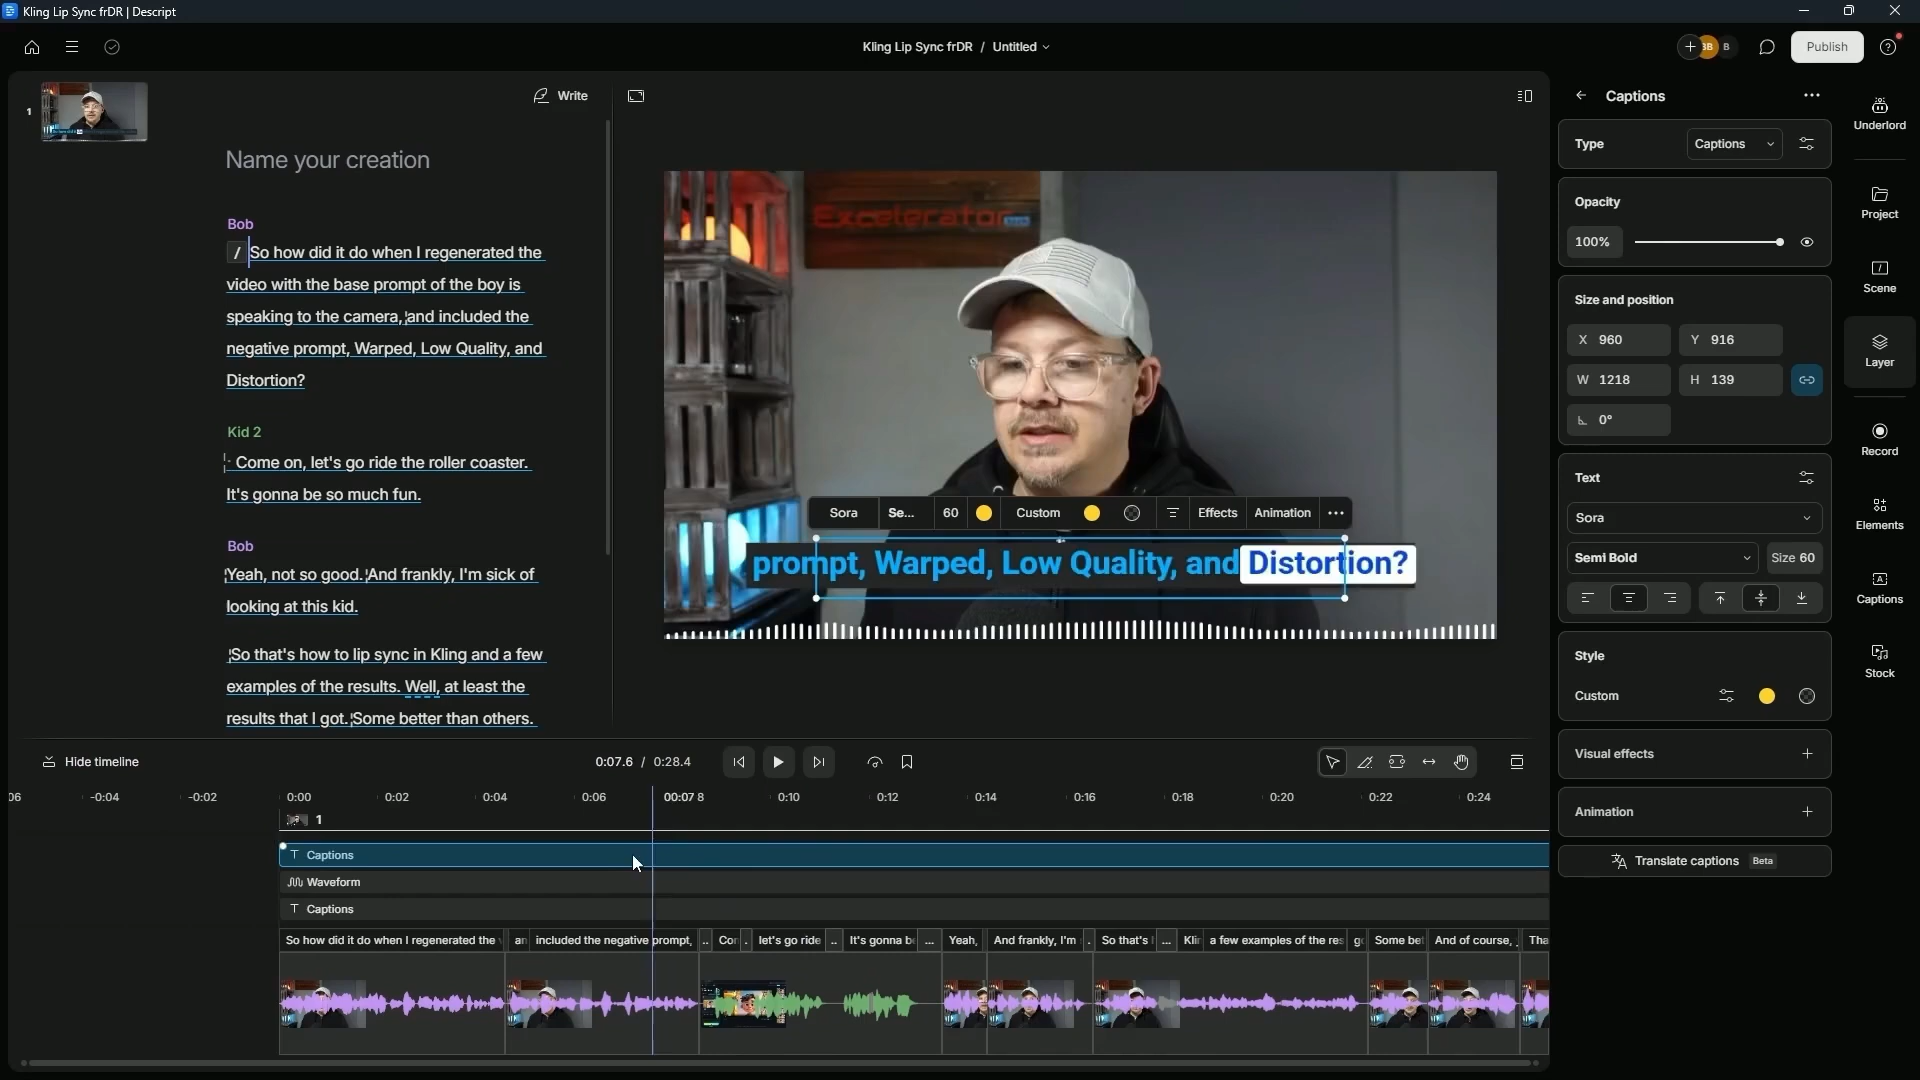 Kling Lip Sync frDR | Descript
Kling Lip Sync frDR / Untitled
BB
B
Publish
1
Write
Name your creation
Bob
/ So how did it do when I regenerated the
video with the base prompt of the boy is
speaking to the camera, and included the
negative prompt, Warped, Low Quality, and
Distortion?
Kid 2
Come on, let's go ride the roller coaster.
It's gonna be so much fun.
Bob
Yeah, not so good. And frankly, I'm sick of
looking at this kid.
So that's how to lip sync in Kling and a few
examples of the results. Well, at least the
results that I got. Some better than others.
Excelerator
Sora Se... 60 Custom Effects Animation
prompt, Warped, Low Quality, and Distortion?
Captions
Type Captions
Opacity
100%
Size and position
X 960 Y 916
W 1218 H 139
0°
Text
Sora
Semi Bold Size 60
Style
Custom
Visual effects
Animation
Translate captions Beta
Underlord
Project
Scene
Layer
Record
Elements
Captions
Stock
Hide timeline
0:07.6 / 0:28.4
06 -0:04 -0:02 0:00 0:02 0:04 0:06 00:07 8 0:10 0:12 0:14 0:16 0:18 0:20 0:22 0:24
1
Captions
Waveform
Captions
So how did it do when I regenerated the an included the negative prompt, .. Cor . let's go ride .. It's gonna b ... Yeah, And frankly, I'm . So that's ... Klir a few examples of the res g Some be And of course, Tha